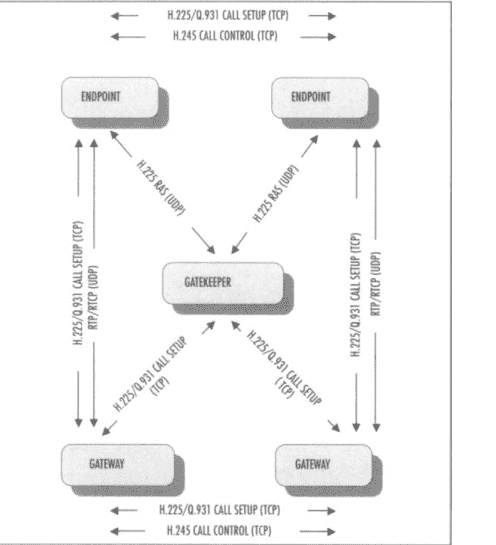 H.225/Q.931 CALL SETUP (TCP)
H.245 CALL CONTROL (TCP)
ENDPOINT
ENDPOINT
H.225 RAS (UDP)
H.225 RAS (UDP)
H.225/Q.931 CALL SETUP (TCP)
RTP/RTCP (UDP)
GATEKEEPER
H.225/Q.931 CALL SETUP (TCP)
RTP/RTCP (UDP)
H.225/Q.931 CALL SETUP
(TCP)
H.225/Q.931 CALL SETUP
(TCP)
GATEWAY
GATEWAY
H.225/Q.931 CALL SETUP (TCP)
H.245 CALL CONTROL (TCP)